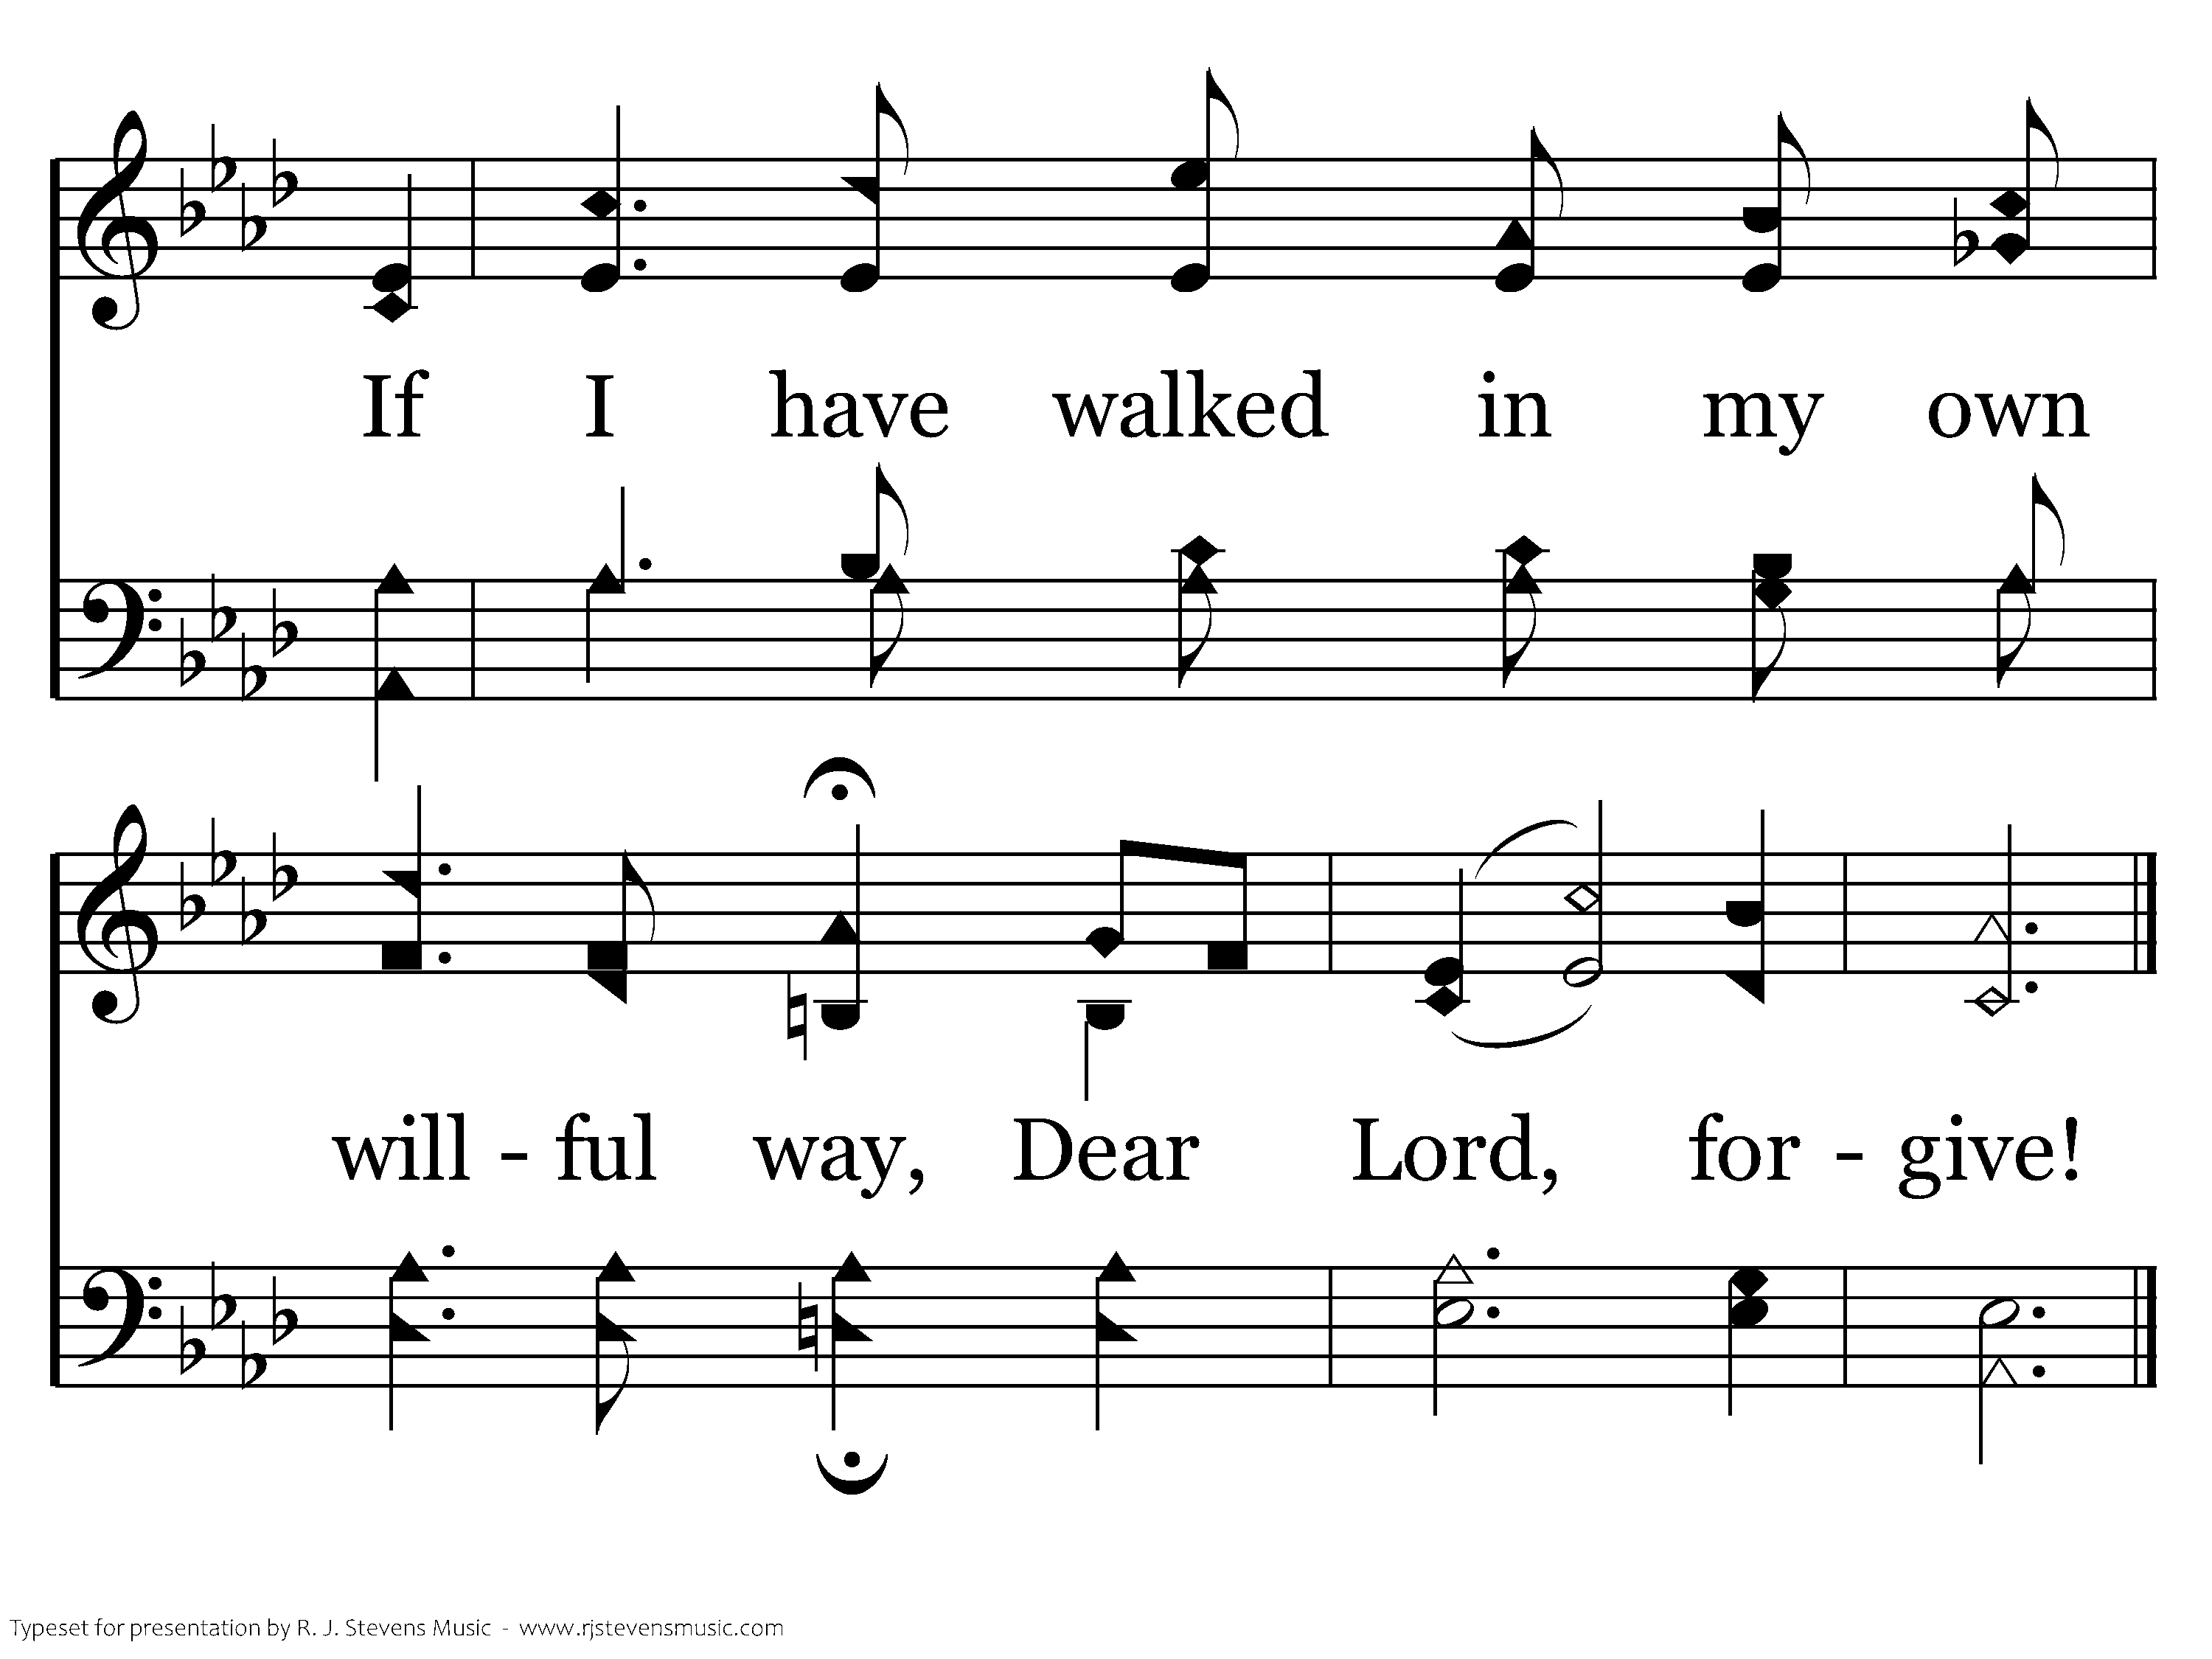 If I have walked in my own
will - ful way, Dear Lord, for - give!
Typeset for presentation by R. J. Stevens Music - www.rjstevensmusic.com